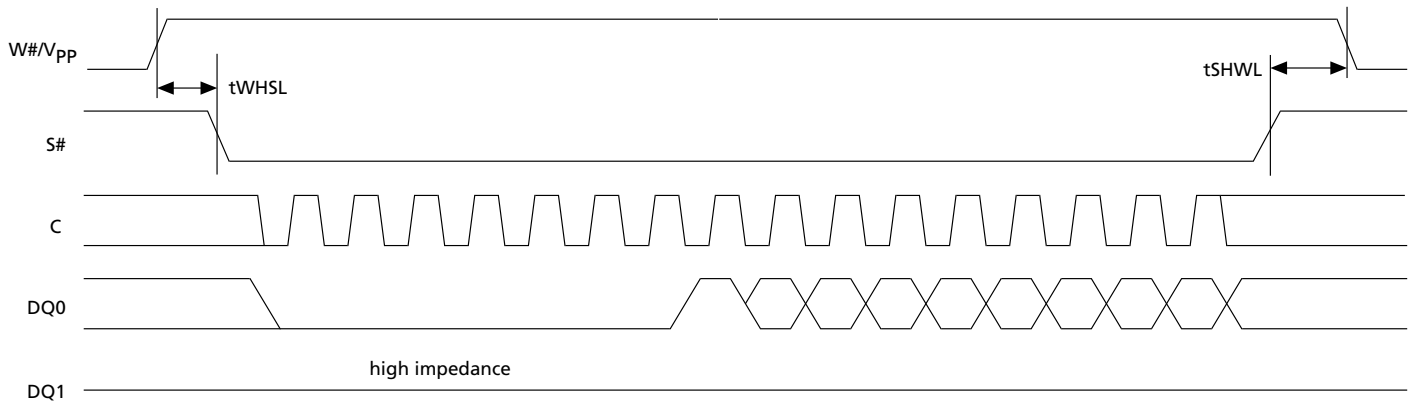 W#/VPP
tWHSL
tSHWL
S#
C
DQ0
high impedance
DQ1